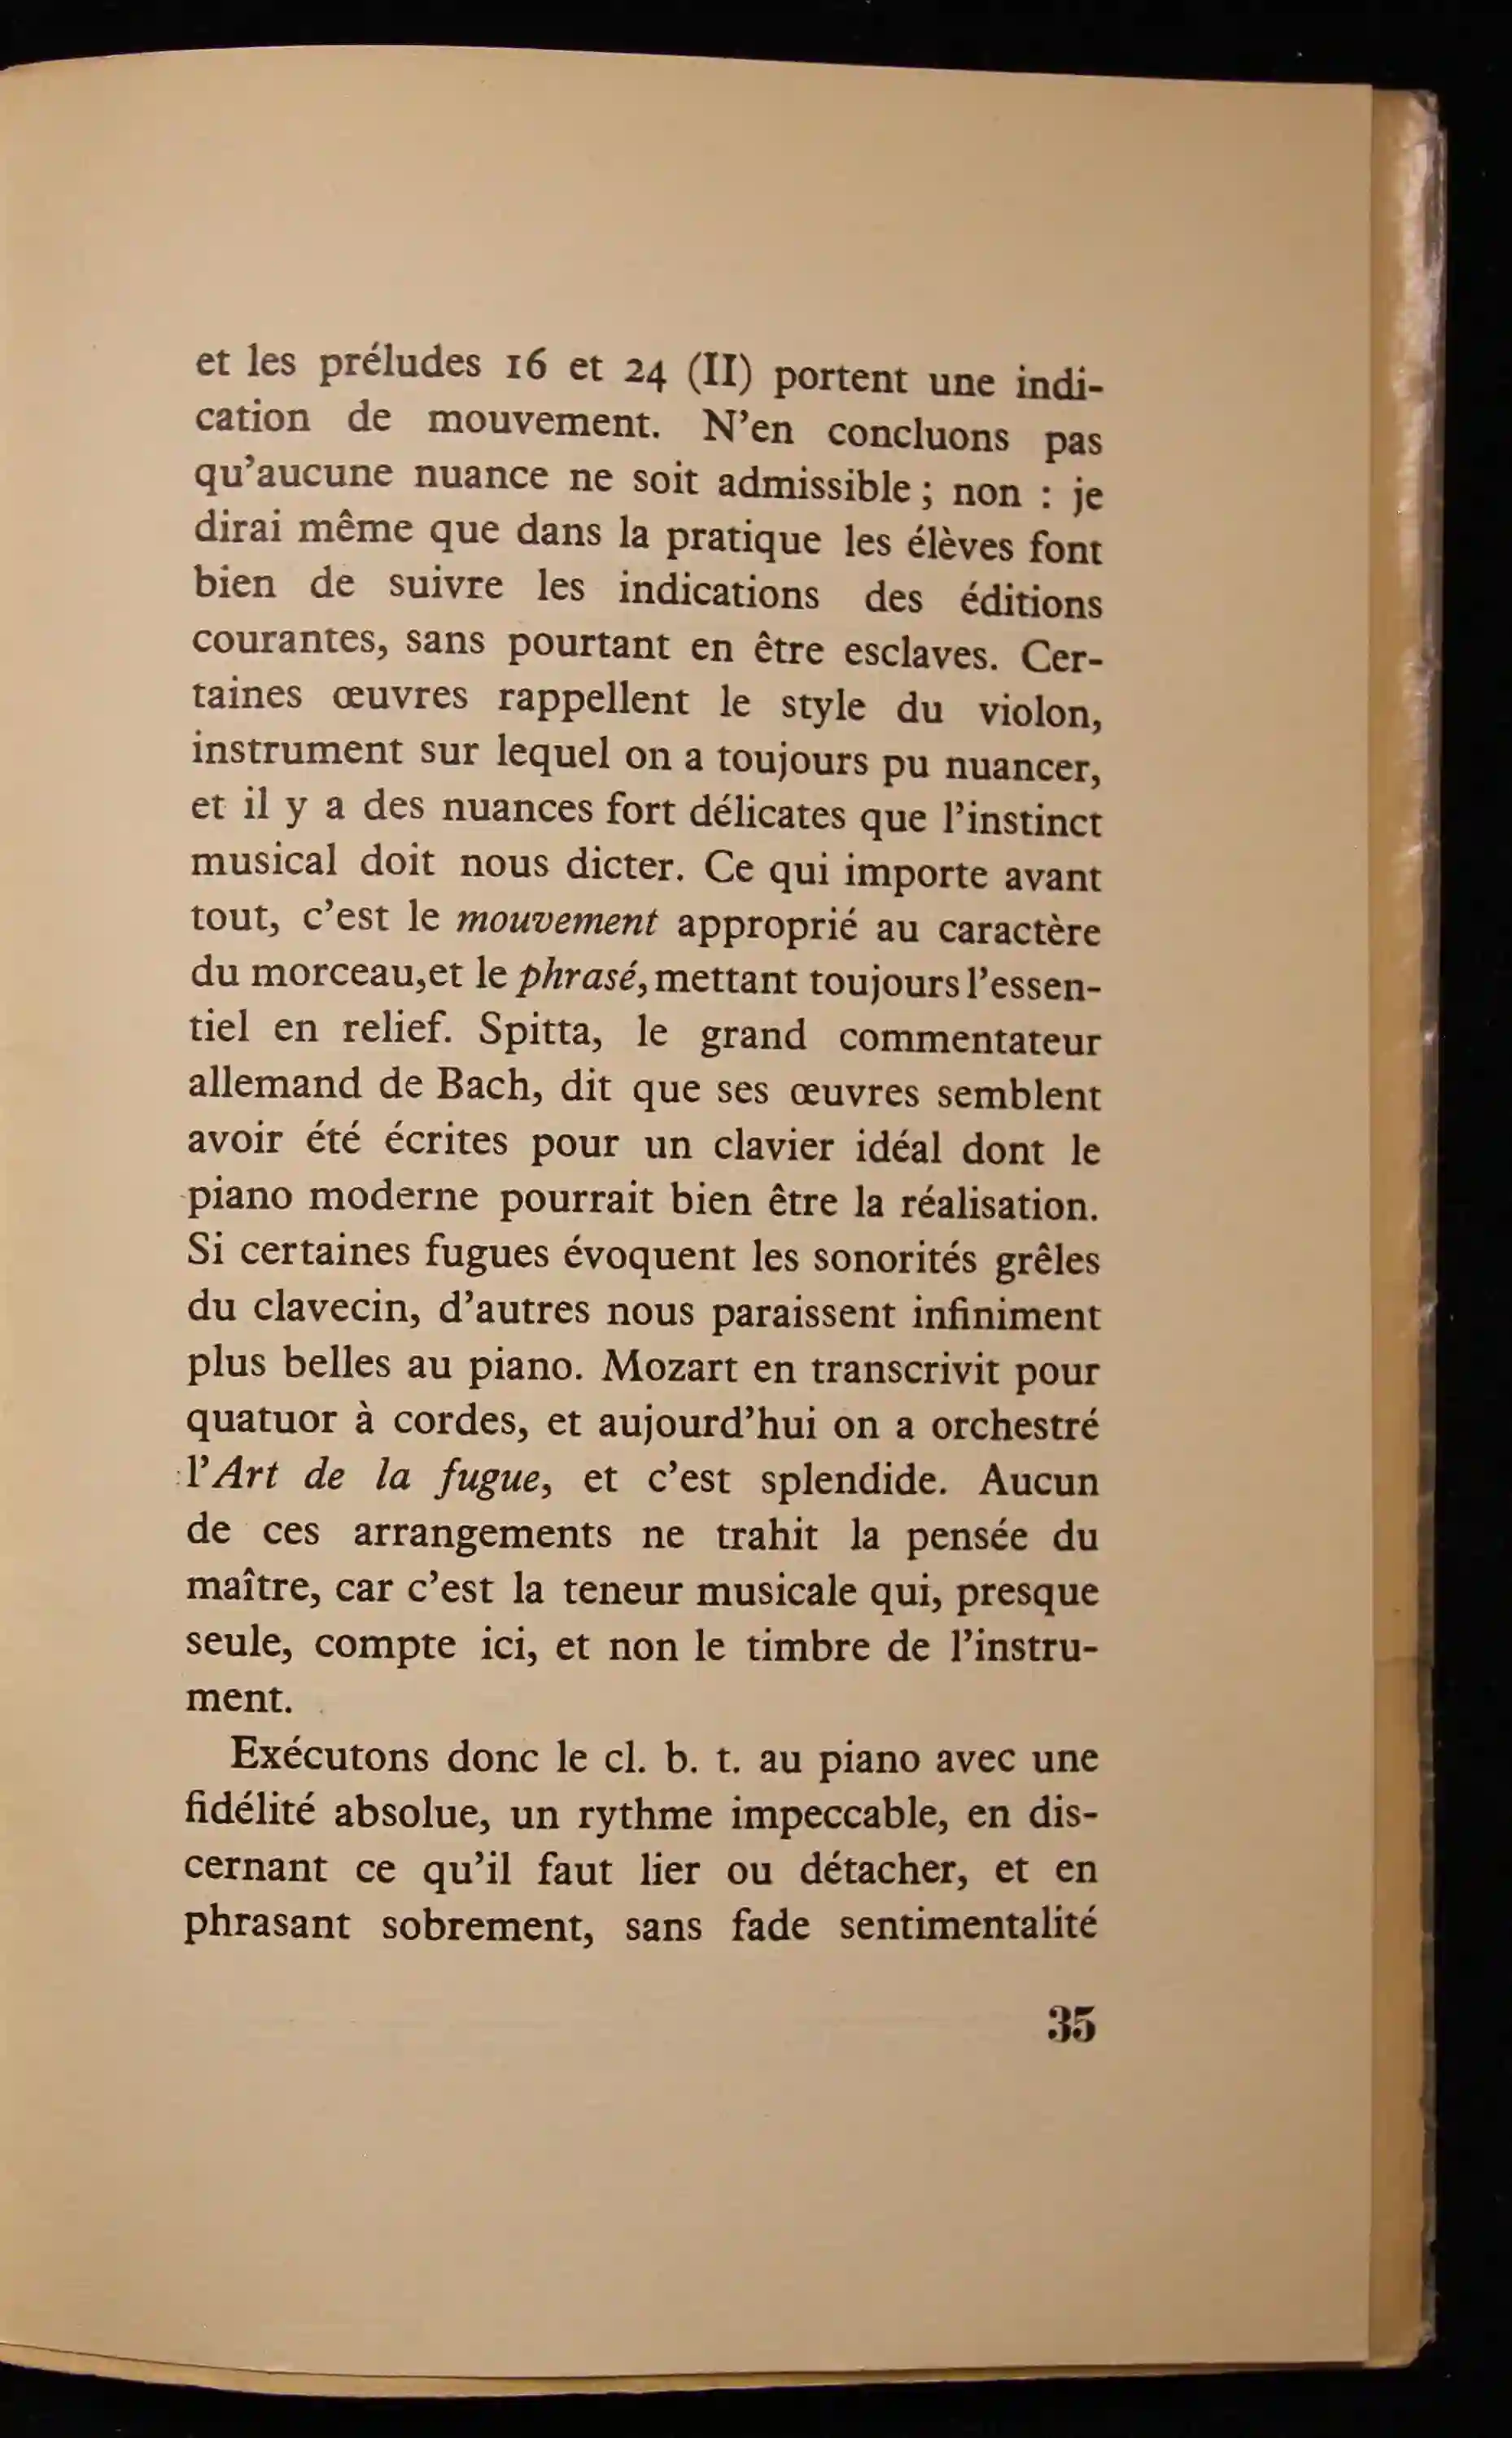 et les préludes 16 et 24 (II) portent une indi-
cation de mouvement. N’en concluons pas
qu’aucune nuance ne soit admissible ; non : je
dirai même que dans la pratique les élèves font
bien de suivre les indications des éditions
courantes, sans pourtant en être esclaves. Cer-
taines œuvres rappellent le style du violon,
instrument sur lequel on a toujours pu nuancer,
et il y a des nuances fort délicates que l’instinct
musical doit nous dicter. Ce qui importe avant
tout, c’est le mouvement approprié au caractère
du morceau,et le phrasé, mettant toujours l’essen-
tiel en relief. Spitta, le grand commentateur
allemand de Bach, dit que ses œuvres semblent
avoir été écrites pour un clavier idéal dont le
piano moderne pourrait bien être la réalisation.
Si certaines fugues évoquent les sonorités grêles
du clavecin, d’autres nous paraissent infiniment
plus belles au piano. Mozart en transcrivit pour
quatuor à cordes, et aujourd’hui on a orchestré
l’Art de la fugue, et c’est splendide. Aucun
de ces arrangements ne trahit la pensée du
maître, car c’est la teneur musicale qui, presque
seule, compte ici, et non le timbre de l’instru-
ment.
Exécutons donc le cl. b. t. au piano avec une
fidélité absolue, un rythme impeccable, en dis-
cernant ce qu’il faut lier ou détacher, et en
phrasant sobrement, sans fade sentimentalité
35